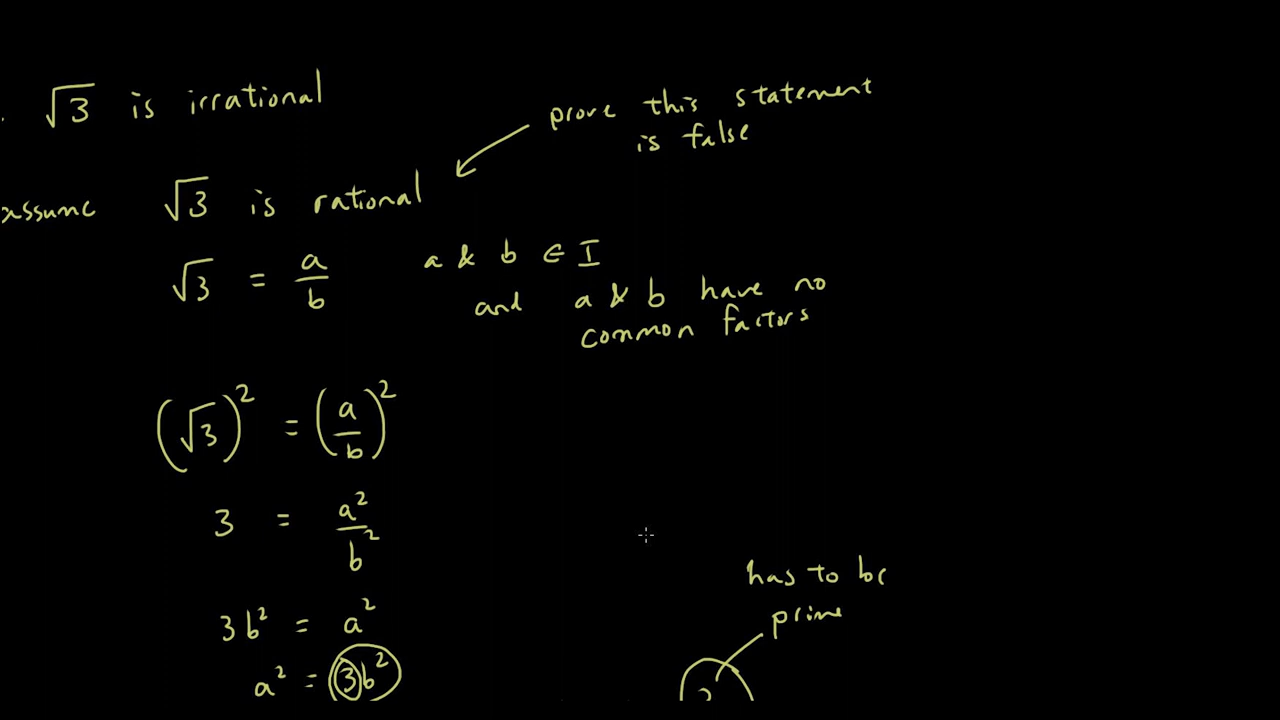 . √3 is irrational
prove this statement
is false
assume √3 is rational
√3 = a/b a & b ∈ I
and a & b have no
common factors
(√3)² = (a/b)²
3 = a²/b²
has to be
prime
3b² = a²
a² = 3b²